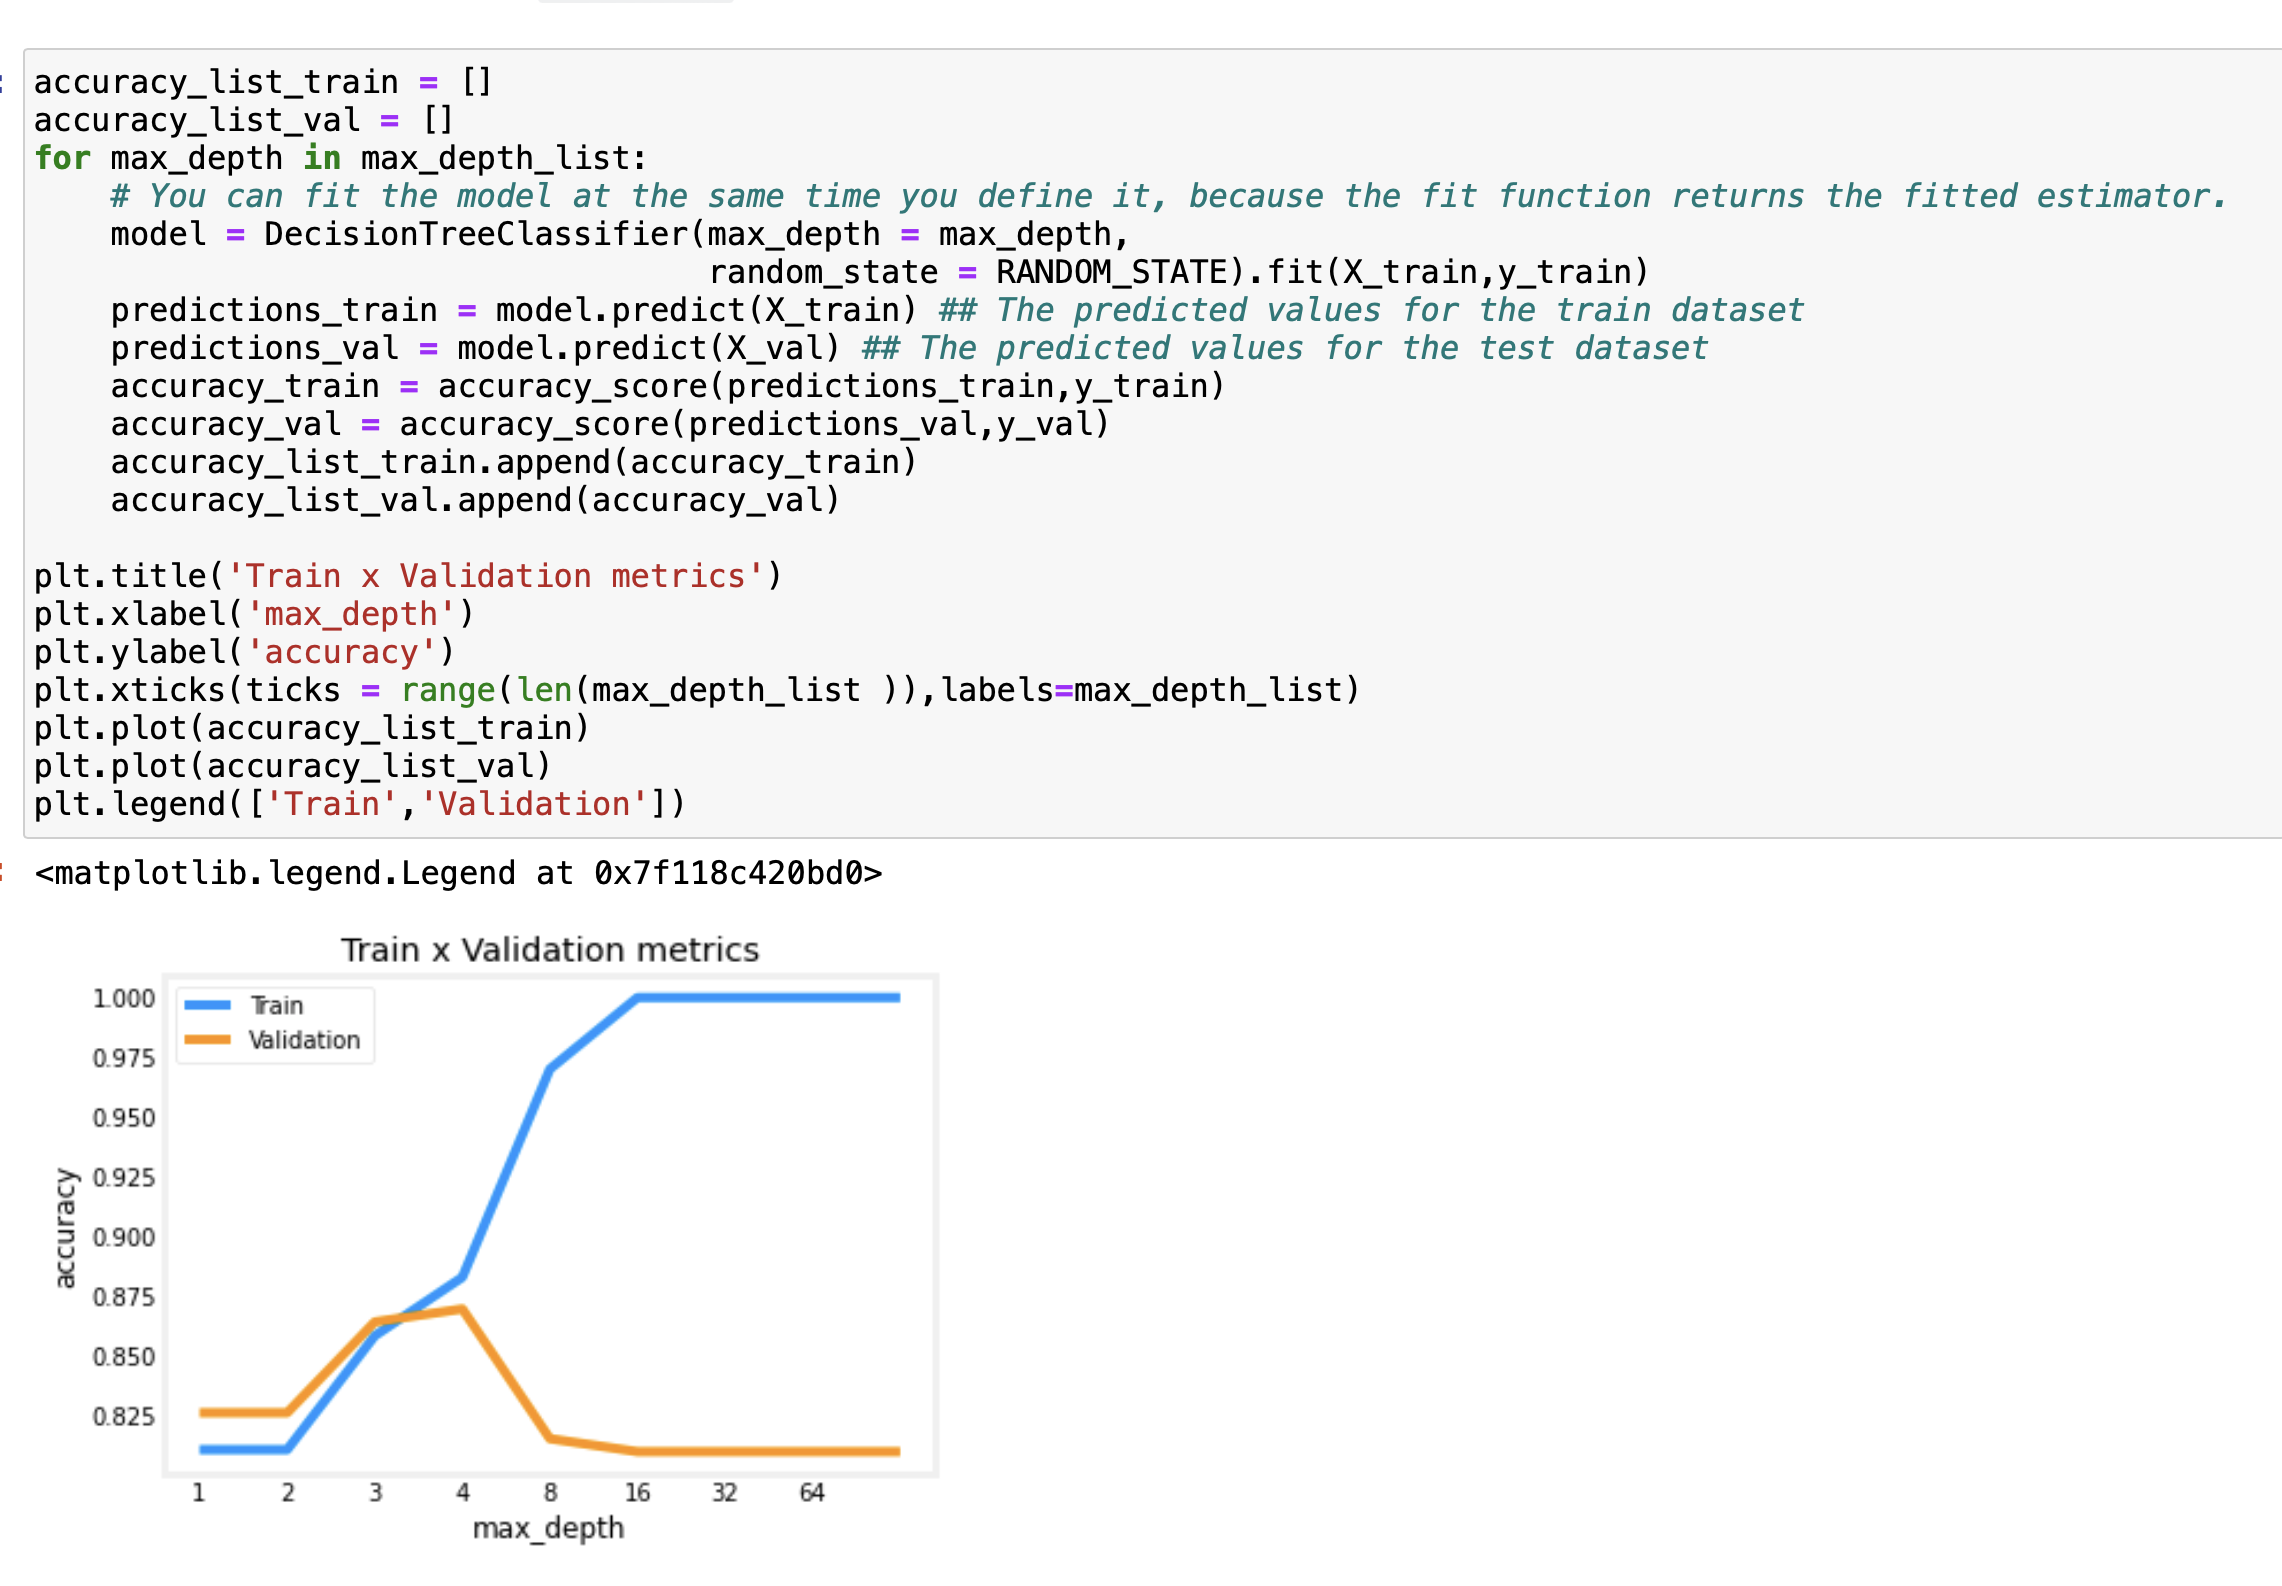 accuracy_list_train = []
accuracy_list_val = []
for max_depth in max_depth_list:
    # You can fit the model at the same time you define it, because the fit function returns the fitted estimator.
    model = DecisionTreeClassifier(max_depth = max_depth,
                                   random_state = RANDOM_STATE).fit(X_train,y_train)
    predictions_train = model.predict(X_train) ## The predicted values for the train dataset
    predictions_val = model.predict(X_val) ## The predicted values for the test dataset
    accuracy_train = accuracy_score(predictions_train,y_train)
    accuracy_val = accuracy_score(predictions_val,y_val)
    accuracy_list_train.append(accuracy_train)
    accuracy_list_val.append(accuracy_val)
plt.title('Train x Validation metrics')
plt.xlabel('max_depth')
plt.ylabel('accuracy')
plt.xticks(ticks = range(len(max_depth_list )),labels=max_depth_list)
plt.plot(accuracy_list_train)
plt.plot(accuracy_list_val)
plt.legend(['Train','Validation'])
<matplotlib.legend.Legend at 0x7f118c420bd0>
Train x Validation metrics
Train
Validation
1.000
0.975
0.950
0.925
0.900
0.875
0.850
0.825
accuracy
1 2 3 4 8 16 32 64
max_depth